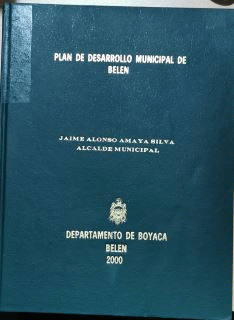 PLAN DE DESARROLLO MUNICIPAL DE
BELEN
JAIME ALONSO AMAYA SILVA
ALCALDE MUNICIPAL
DEPARTAMENTO DE BOYACA
BELEN
2000